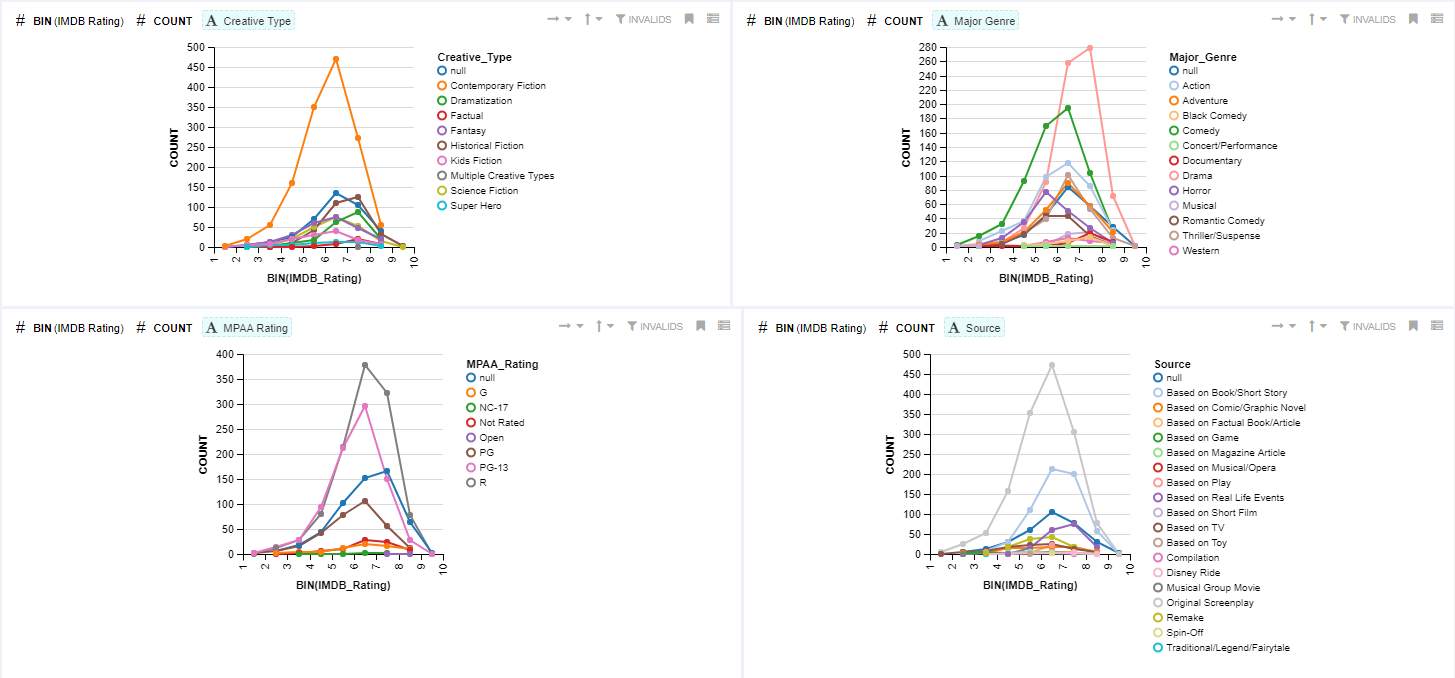 # BIN (IMDB Rating) # COUNT A Creative Type INVALIDS
500
450
400
350
300
250
200
150
100
50
0
COUNT
1 2 3 4 5 6 7 8 9 10
BIN(IMDB_Rating)
Creative_Type
null
Contemporary Fiction
Dramatization
Factual
Fantasy
Historical Fiction
Kids Fiction
Multiple Creative Types
Science Fiction
Super Hero
# BIN (IMDB Rating) # COUNT A Major Genre INVALIDS
280
260
240
220
200
180
160
140
120
100
80
60
40
20
0
COUNT
1 2 3 4 5 6 7 8 9 10
BIN(IMDB_Rating)
Major_Genre
null
Action
Adventure
Black Comedy
Comedy
Concert/Performance
Documentary
Drama
Horror
Musical
Romantic Comedy
Thriller/Suspense
Western
# BIN (IMDB Rating) # COUNT A MPAA Rating INVALIDS
400
350
300
250
200
150
100
50
0
COUNT
1 2 3 4 5 6 7 8 9 10
BIN(IMDB_Rating)
MPAA_Rating
null
G
NC-17
Not Rated
Open
PG
PG-13
R
# BIN (IMDB Rating) # COUNT A Source INVALIDS
500
450
400
350
300
250
200
150
100
50
0
COUNT
1 2 3 4 5 6 7 8 9 10
BIN(IMDB_Rating)
Source
null
Based on Book/Short Story
Based on Comic/Graphic Novel
Based on Factual Book/Article
Based on Game
Based on Magazine Article
Based on Musical/Opera
Based on Play
Based on Real Life Events
Based on Short Film
Based on TV
Based on Toy
Compilation
Disney Ride
Musical Group Movie
Original Screenplay
Remake
Spin-Off
Traditional/Legend/Fairytale